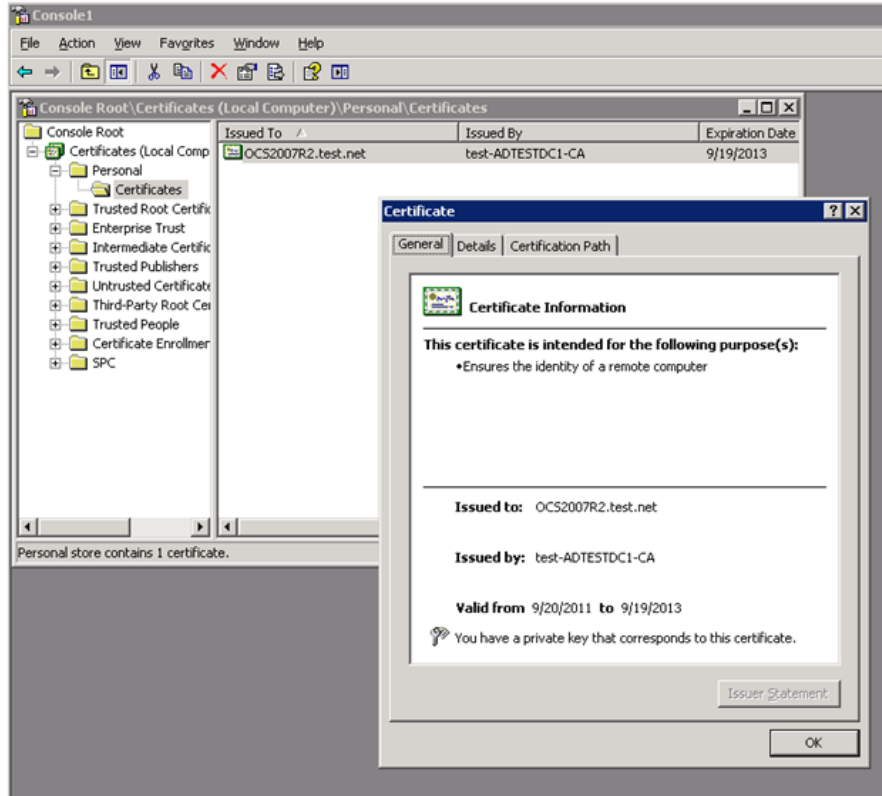 Console1
File Action View Favorites Window Help
Console Root\Certificates (Local Computer)\Personal\Certificates
Console Root
Certificates (Local Comp
Personal
Certificates
Trusted Root Certific
Enterprise Trust
Intermediate Certific
Trusted Publishers
Untrusted Certificate
Third-Party Root Cer
Trusted People
Certificate Enrollmer
SPC
Issued To Issued By Expiration Date
OCS2007R2.test.net test-ADTESTDC1-CA 9/19/2013
Personal store contains 1 certificate.
Certificate
General Details Certification Path
Certificate Information
This certificate is intended for the following purpose(s):
•Ensures the identity of a remote computer
Issued to: OCS2007R2.test.net
Issued by: test-ADTESTDC1-CA
Valid from 9/20/2011 to 9/19/2013
You have a private key that corresponds to this certificate.
Issuer Statement
OK